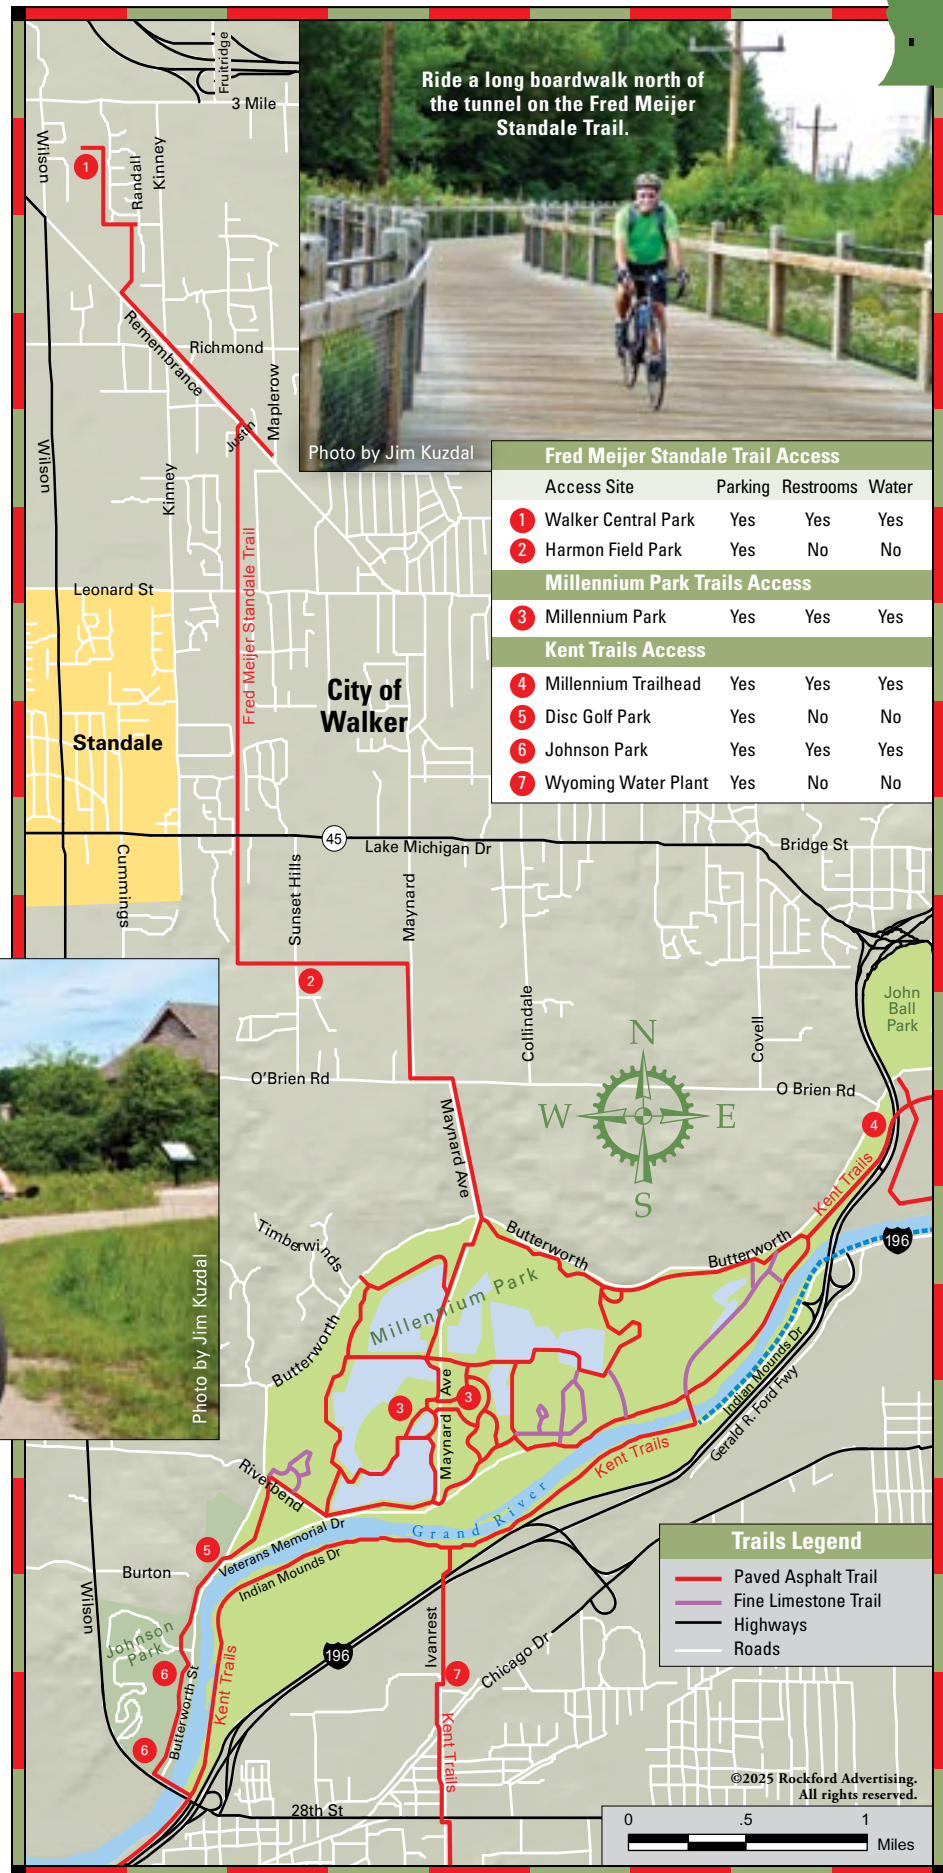 Fruitridge
3 Mile
Wilson
1
Randall
Kinney
Ride a long boardwalk north of
the tunnel on the Fred Meijer
Standale Trail.
Remembrance
Richmond
Maplerow
Justin
Photo by Jim Kuzdal
Wilson
Kinney
Fred Meijer Standale Trail Access
Access Site Parking Restrooms Water
1 Walker Central Park Yes Yes Yes
2 Harmon Field Park Yes No No
Millennium Park Trails Access
3 Millennium Park Yes Yes Yes
Kent Trails Access
4 Millennium Trailhead Yes Yes Yes
5 Disc Golf Park Yes No No
6 Johnson Park Yes Yes Yes
7 Wyoming Water Plant Yes No No
Leonard St
Fred Meijer Standale Trail
City of
Walker
Standale
45
Lake Michigan Dr
Bridge St
Cummings
Sunset Hills
Maynard
2
Collindale
Covell
John
Ball
Park
N
W
E
S
O'Brien Rd
O Brien Rd
4
Maynard Ave
Kent Trails
Timberwinds
Butterworth
Butterworth
196
Millennium Park
Butterworth
Photo by Jim Kuzdal
Maynard Ave
3
3
Indian Mounds Dr
Gerald R. Ford Fwy
Kent Trails
Riverbend
Grand River
5
Veterans Memorial Dr
Indian Mounds Dr
Burton
Wilson
Johnson
Park
6
Butterworth St
Kent Trails
6
196
Ivanrest
7
Chicago Dr
Kent Trails
28th St
Trails Legend
Paved Asphalt Trail
Fine Limestone Trail
Highways
Roads
©2025 Rockford Advertising.
All rights reserved.
0 .5 1
Miles